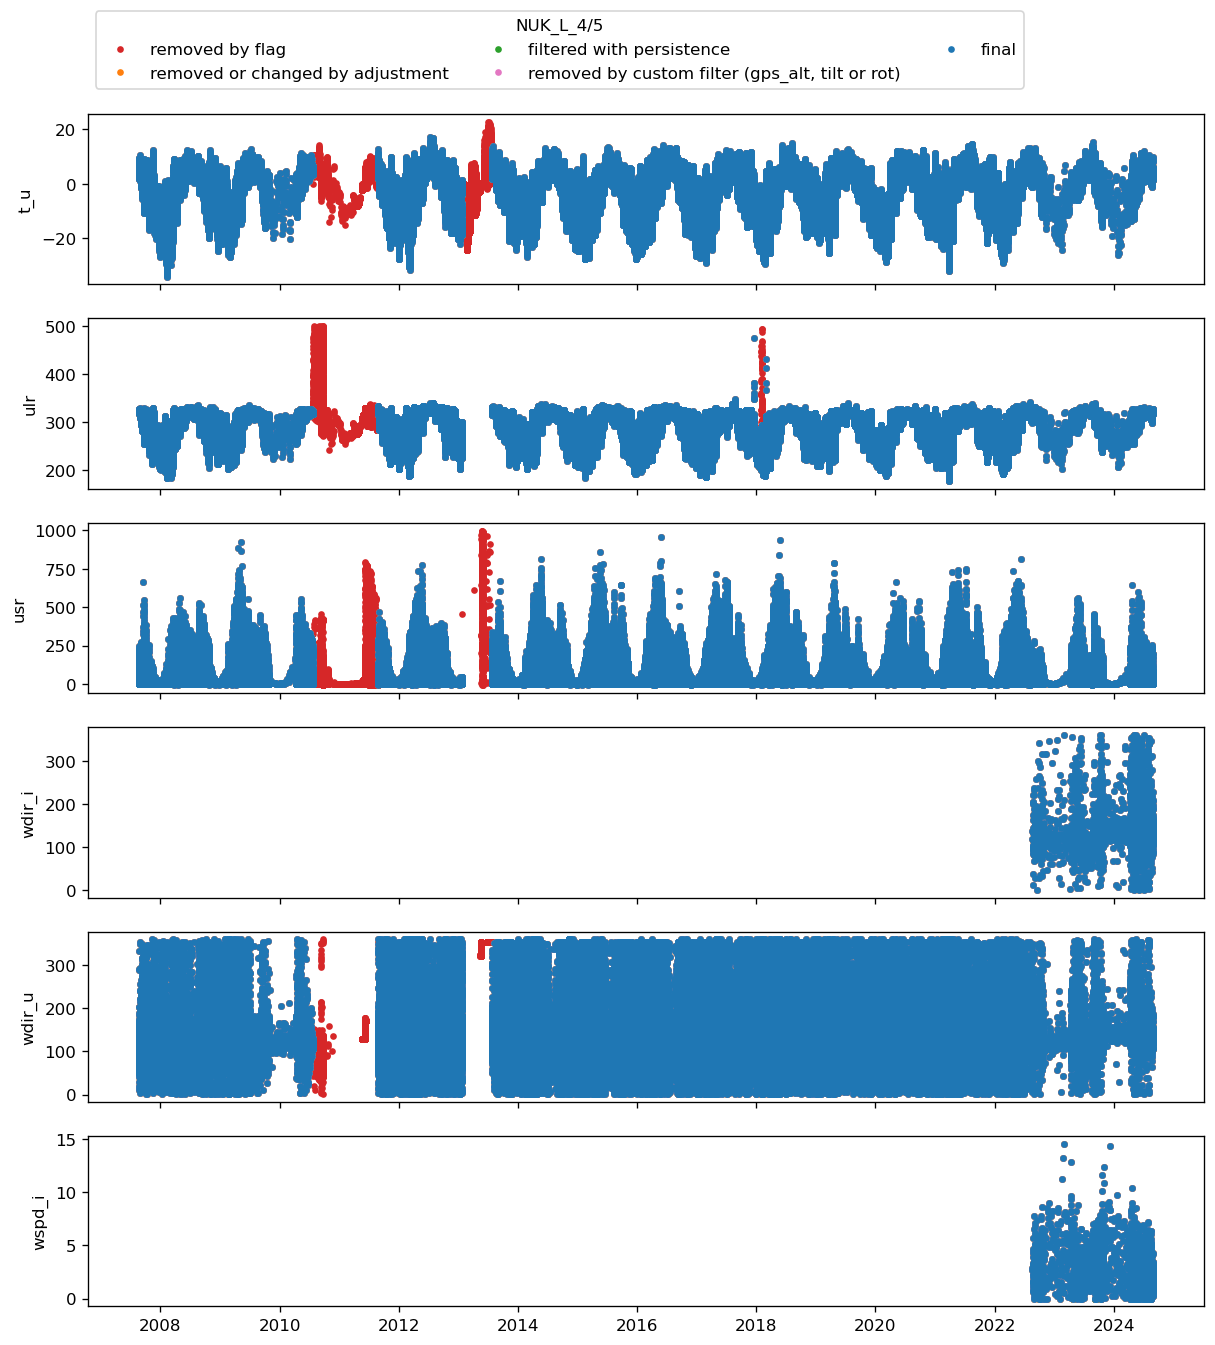 NUK_L_4/5
removed by flag
filtered with persistence
final
removed or changed by adjustment
removed by custom filter (gps_alt, tilt or rot)
20
0
−20
t_u
500
400
300
200
ulr
1000
750
500
250
0
usr
300
200
100
0
wdir_i
300
200
100
0
wdir_u
15
10
5
0
wspd_i
2008 2010 2012 2014 2016 2018 2020 2022 2024